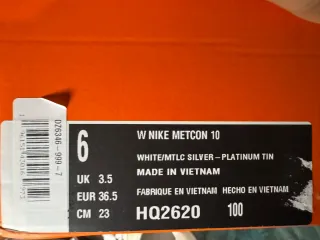 6
W NIKE METCON 10
WHITE/MTLC SILVER-PLATINUM TIN
UK 3.5
MADE IN VIETNAM
EUR 36.5
FABRIQUE EN VIETNAM HECHO EN VIETNAM
CM 23
HQ2620 100